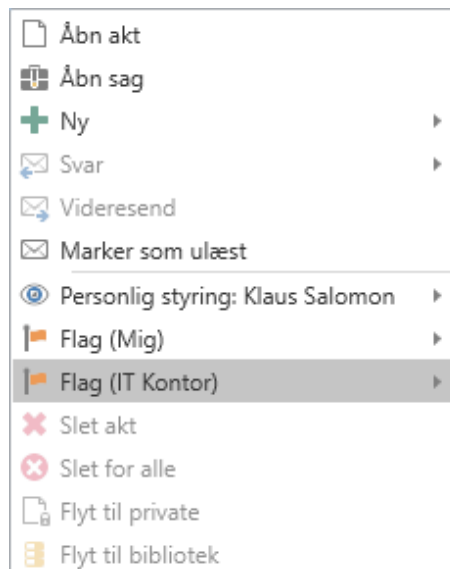 Åbn akt
Åbn sag
Ny
Svar
Videresend
Marker som ulæst
Personlig styring: Klaus Salomon
Flag (Mig)
Flag (IT Kontor)
Slet akt
Slet for alle
Flyt til private
Flyt til bibliotek